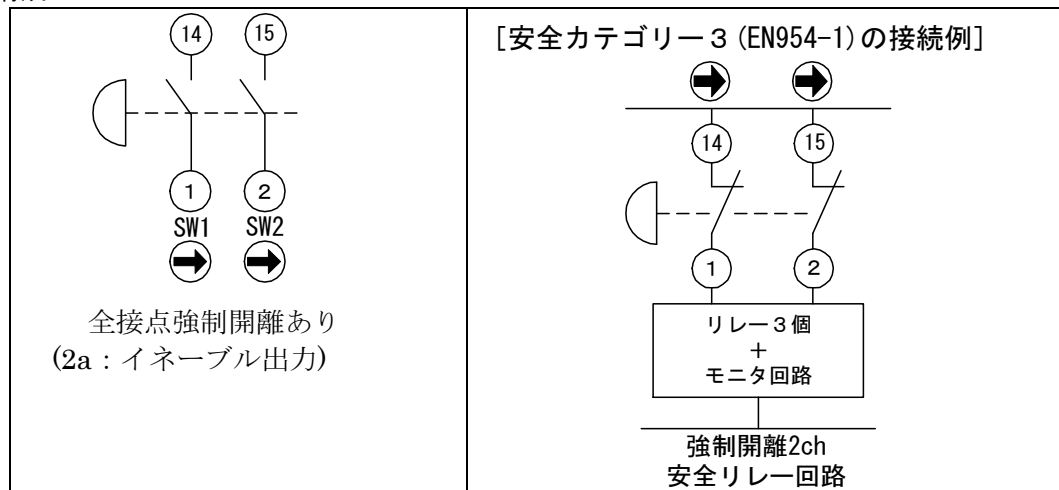 14 15
1 2
SW1 SW2
全接点強制開離あり
(2a：イネーブル出力)
[安全カテゴリー３(EN954-1)の接続例]
14 15
1 2
リレー３個
+
モニタ回路
強制開離2ch
安全リレー回路